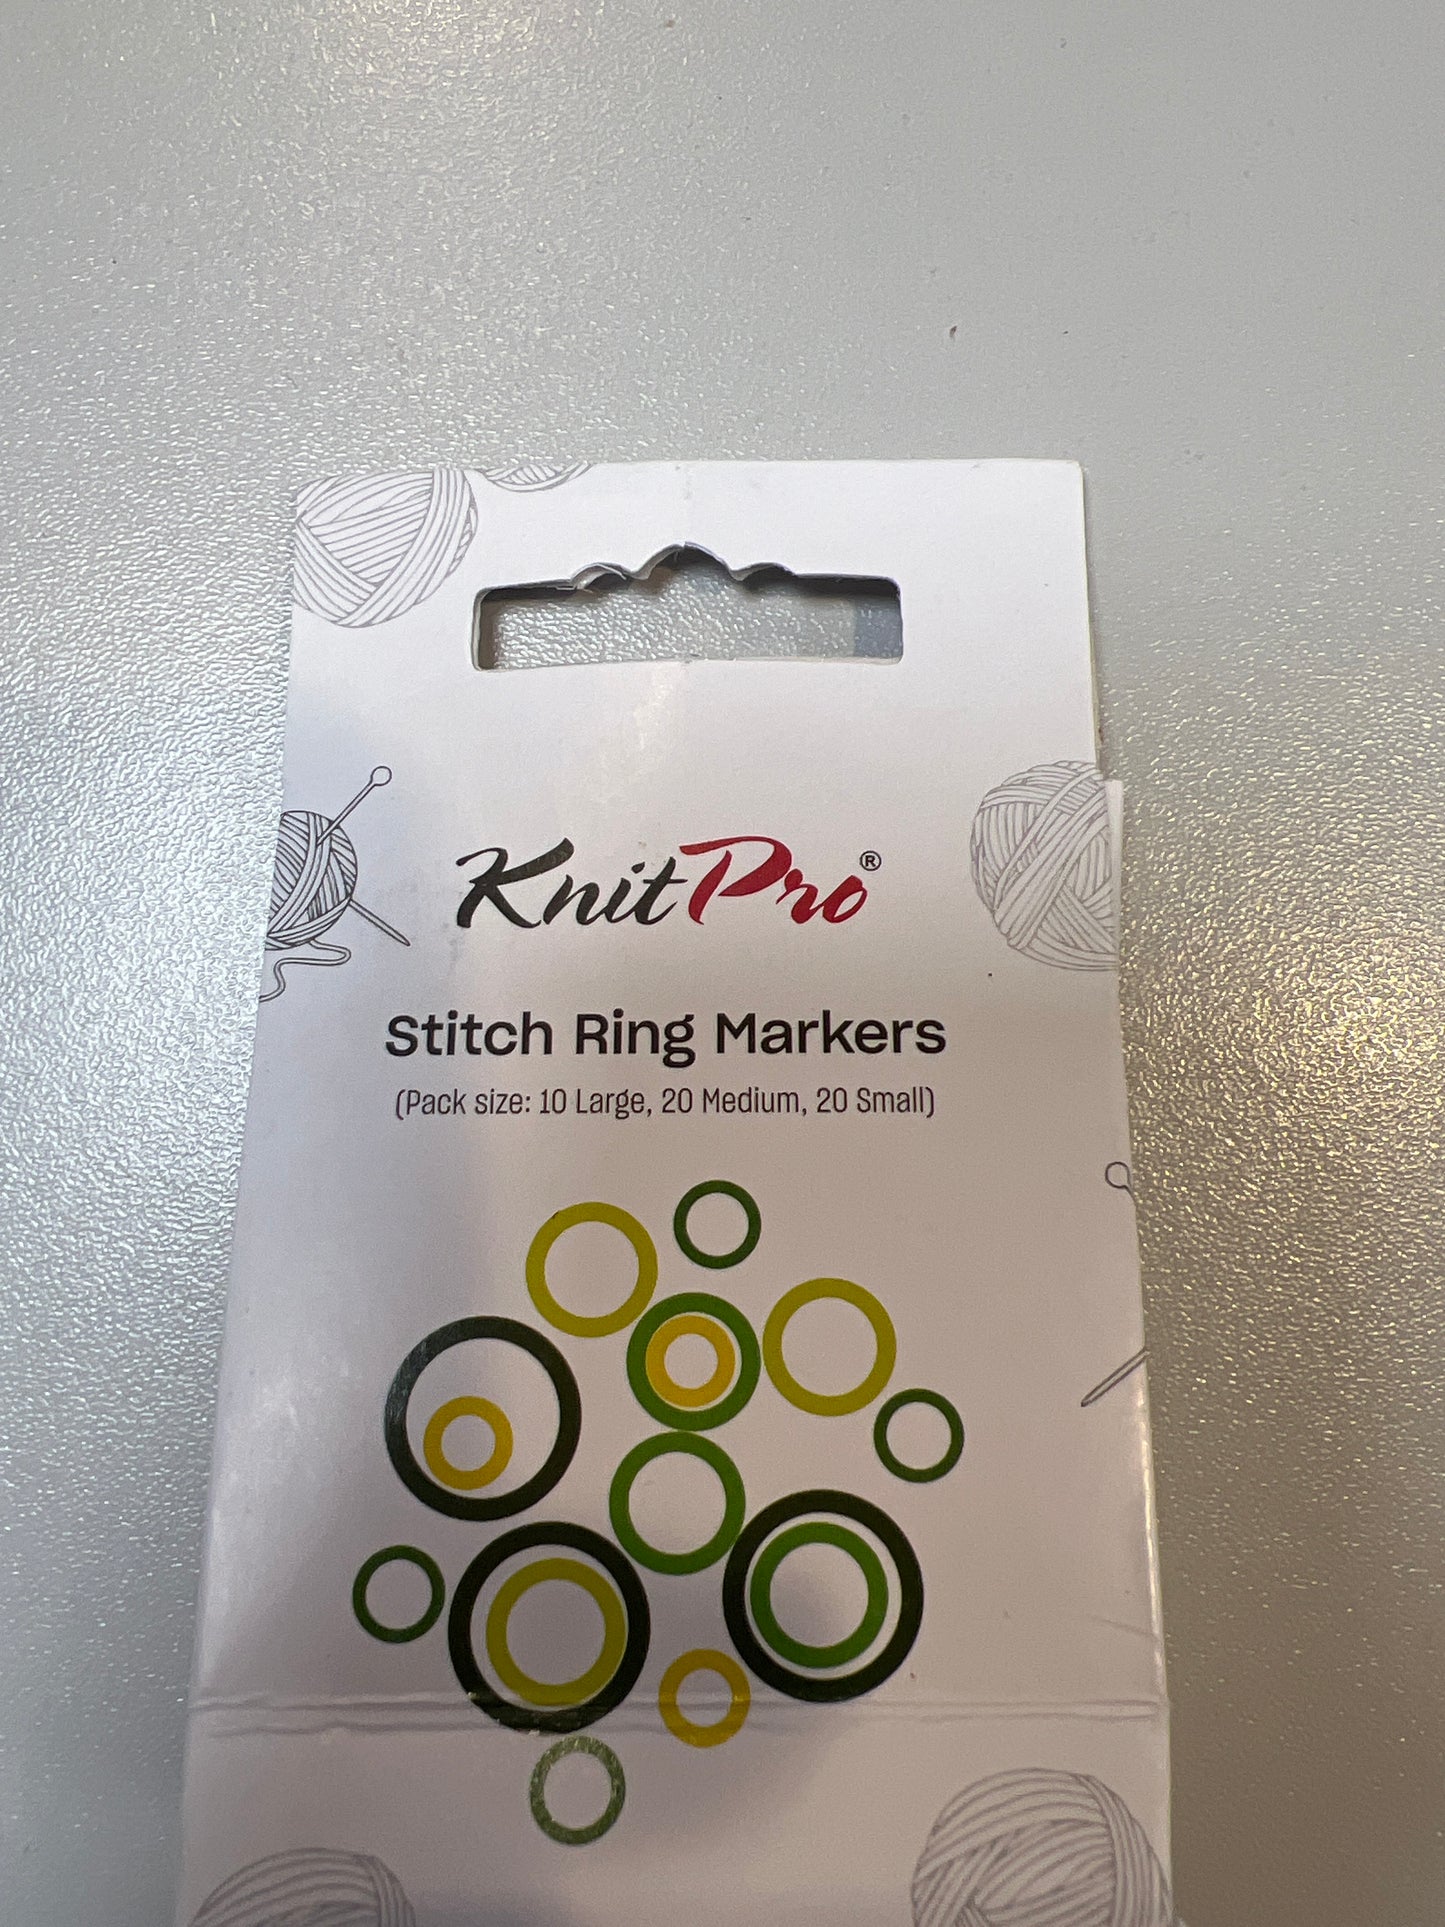 KnitPro®
Stitch Ring Markers
(Pack size: 10 Large, 20 Medium, 20 Small)